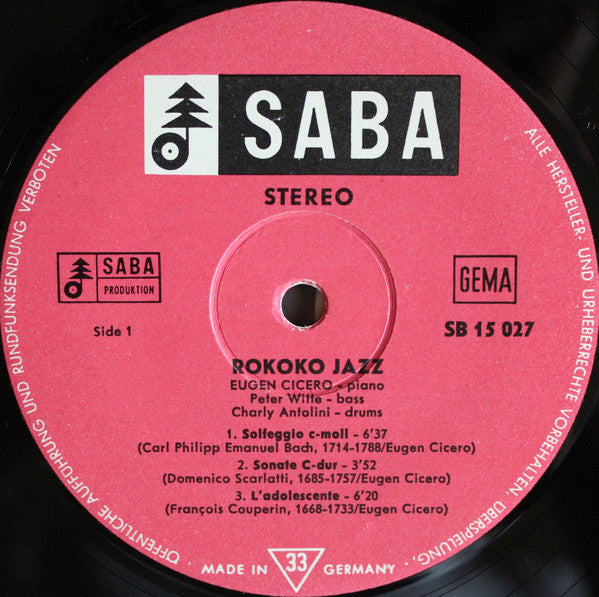 SABA
STEREO
SABA
PRODUKTION
GEMA
Side 1
SB 15 027
ROKOKO JAZZ
EUGEN CICERO - piano
Peter Witte - bass
Charly Antolini - drums
1. Solfeggio c-moll - 6'37
(Carl Philipp Emanuel Bach, 1714-1788/Eugen Cicero)
2. Sonate C-dur - 3'52
(Domenico Scarlatti, 1685-1757/Eugen Cicero)
3. L'adolescente - 6'20
(François Couperin, 1668-1733/Eugen Cicero)
ALLE HERSTELLER- UND URHEBERRECHTE VORBEHALTEN. ÜBERSPIELUNG,
ÖFFENTLICHE AUFFÜHRUNG UND RUNDFUNKSENDUNG VERBOTEN
· MADE IN 33 GERMANY ·